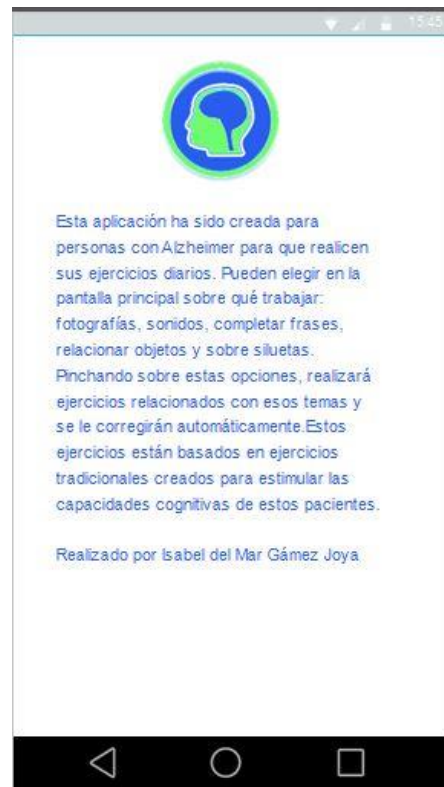 15:45
Esta aplicación ha sido creada para
personas con Alzheimer para que realicen
sus ejercicios diarios. Pueden elegir en la
pantalla principal sobre qué trabajar:
fotografías, sonidos, completar frases,
relacionar objetos y sobre siluetas.
Pinchando sobre estas opciones, realizará
ejercicios relacionados con esos temas y
se le corregirán automáticamente.Estos
ejercicios están basados en ejercicios
tradicionales creados para estimular las
capacidades cognitivas de estos pacientes.
Realizado por Isabel del Mar Gámez Joya